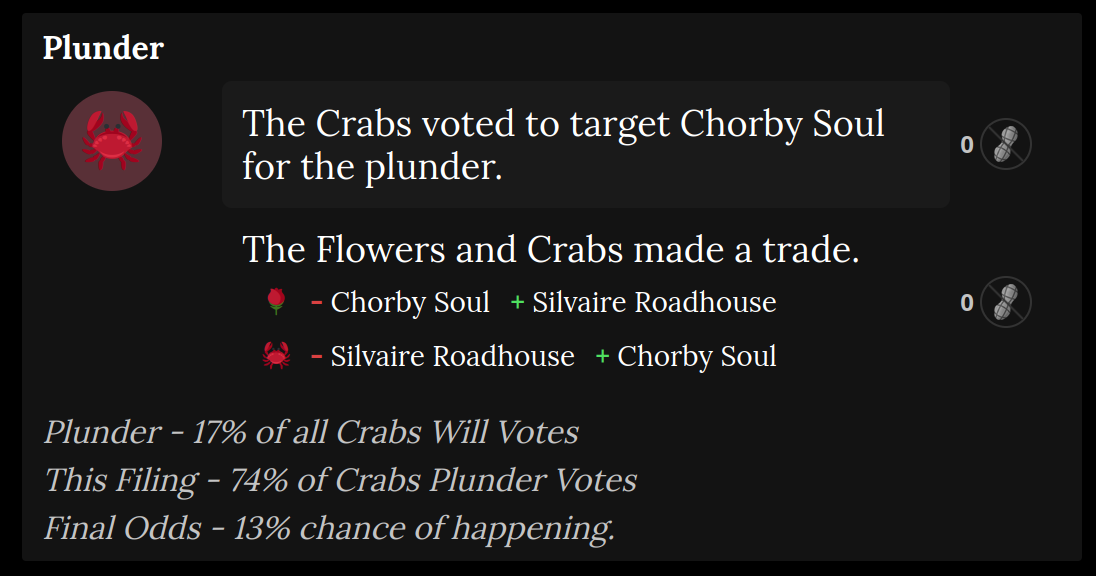 Plunder
The Crabs voted to target Chorby Soul
for the plunder.
0
The Flowers and Crabs made a trade.
- Chorby Soul + Silvaire Roadhouse
0
- Silvaire Roadhouse + Chorby Soul
Plunder - 17% of all Crabs Will Votes
This Filing - 74% of Crabs Plunder Votes
Final Odds - 13% chance of happening.